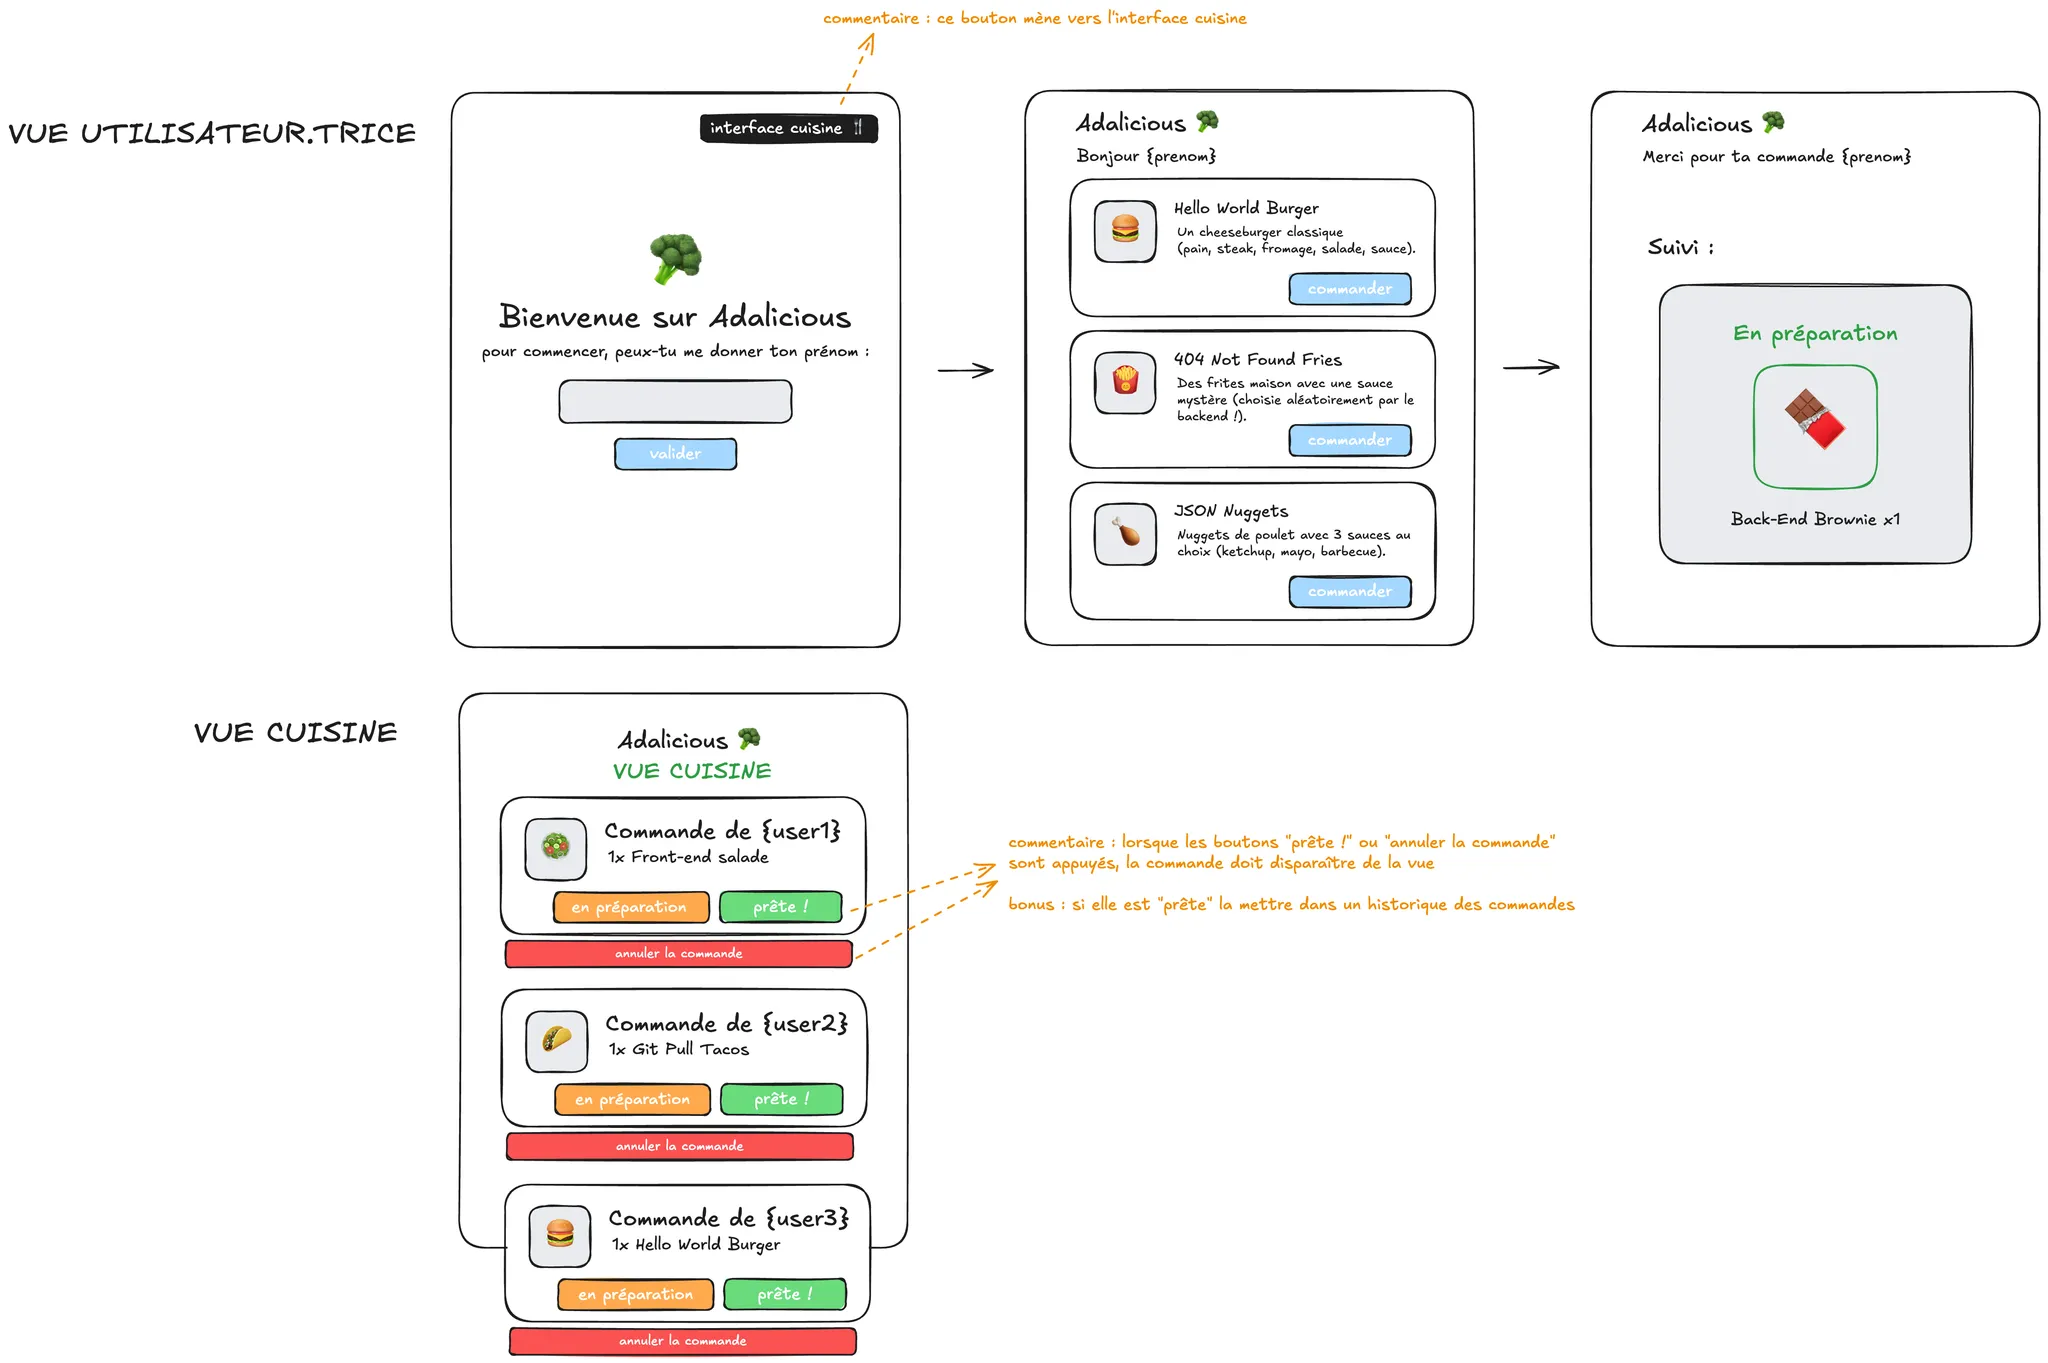 commentaire : ce bouton mène vers l'interface cuisine
VUE UTILISATEUR.TRICE
interface cuisine
Bienvenue sur Adalicious
pour commencer, peux-tu me donner ton prénom :
valider
Adalicious
Bonjour {prenom}
Hello World Burger
Un cheeseburger classique
(pain, steak, fromage, salade, sauce).
commander
404 Not Found Fries
Des frites maison avec une sauce
mystère (choisie aléatoirement par le
backend !).
commander
JSON Nuggets
Nuggets de poulet avec 3 sauces au
choix (ketchup, mayo, barbecue).
commander
Adalicious
Merci pour ta commande {prenom}
Suivi :
En préparation
Back-End Brownie x1
VUE CUISINE
Adalicious
VUE CUISINE
Commande de {user1}
1x Front-end salade
en préparation
prête !
annuler la commande
commentaire : lorsque les boutons "prête !" ou "annuler la commande"
sont appuyés, la commande doit disparaître de la vue
bonus : si elle est "prête" la mettre dans un historique des commandes
Commande de {user2}
1x Git Pull Tacos
en préparation
prête !
annuler la commande
Commande de {user3}
1x Hello World Burger
en préparation
prête !
annuler la commande